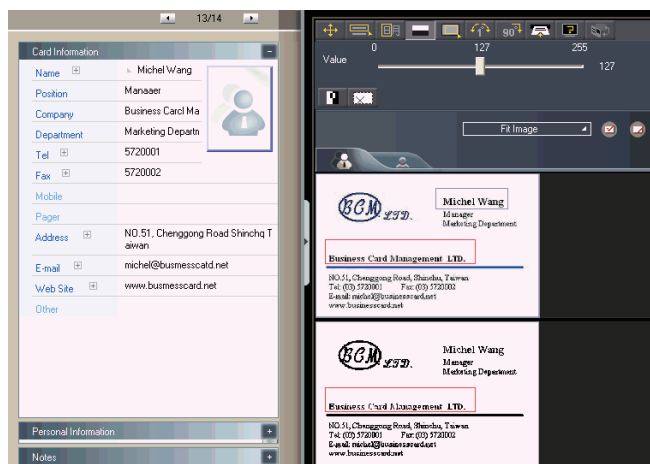 13/14
Card Information
Name
Michel Wang
Position
Manaaer
Company
Business Carcl Ma
Department
Marketing Departn
Tel
5720001
Fax
5720002
Mobile
Pager
Address
NO.51, Chenggong Road Shinchq T
aiwan
E-mail
michel@busmesscatd.net
Web Site
www.busmesscard.net
Other
Personal Information
Notes
90°
0
127
255
Value
127
Fit Image
BCM LTD.
Michel Wang
Manager
Marketing Department
Business Card Management LTD.
NO.51, Chenggong Road, Shinchu, Taiwan
Tel: (03) 5720001 Fax: (03) 5720002
E-mail: michel@businesscard.net
www.businesscard.net
BCM LTD.
Michel Wang
Manager
Marketing Department
Business Card Management LTD.
NO.51, Chenggong Road, Shinchu, Taiwan
Tel: (03) 5720001 Fax: (03) 5720002
E-mail: michel@businesscard.net
www.businesscard.net